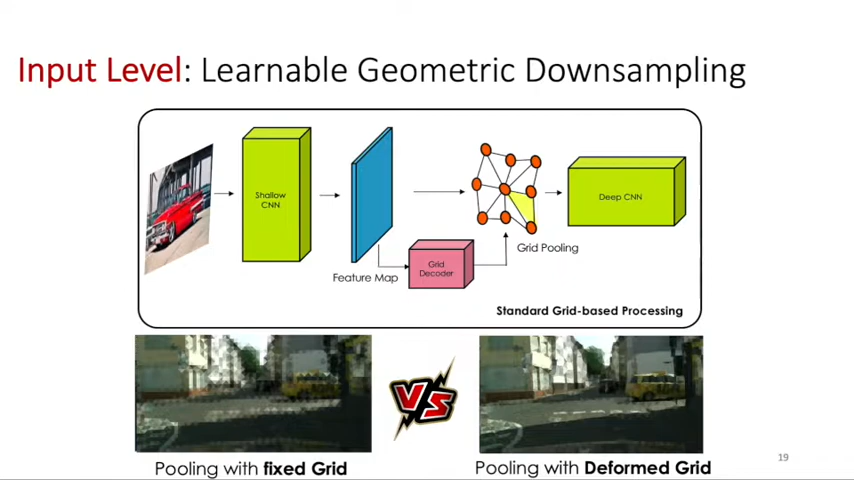 Input Level: Learnable Geometric Downsampling
Shallow
CNN
Feature Map
Grid
Decoder
Grid Pooling
Deep CNN
Standard Grid-based Processing
VS
Pooling with fixed Grid
Pooling with Deformed Grid
19